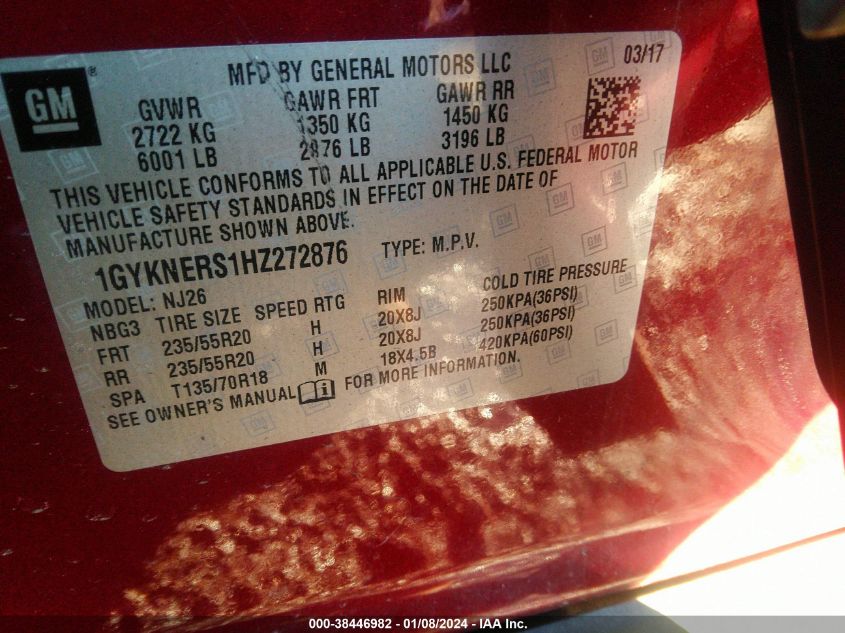 MFD BY GENERAL MOTORS LLC 03/17
GM ®
GVWR GAWR FRT GAWR RR
2722 KG 1350 KG 1450 KG
6001 LB 2976 LB 3196 LB
THIS VEHICLE CONFORMS TO ALL APPLICABLE U.S. FEDERAL MOTOR
VEHICLE SAFETY STANDARDS IN EFFECT ON THE DATE OF
MANUFACTURE SHOWN ABOVE.
1GYKNERS1HZ272876 TYPE: M.P.V.
MODEL: NJ26
NBG3 TIRE SIZE SPEED RTG RIM COLD TIRE PRESSURE
FRT 235/55R20 H 20X8J 250KPA(36PSI)
RR 235/55R20 H 20X8J 250KPA(36PSI)
SPA T135/70R18 M 18X4.5B 420KPA(60PSI)
SEE OWNER'S MANUAL i FOR MORE INFORMATION.
000-38446982 - 01/08/2024 - IAA Inc.